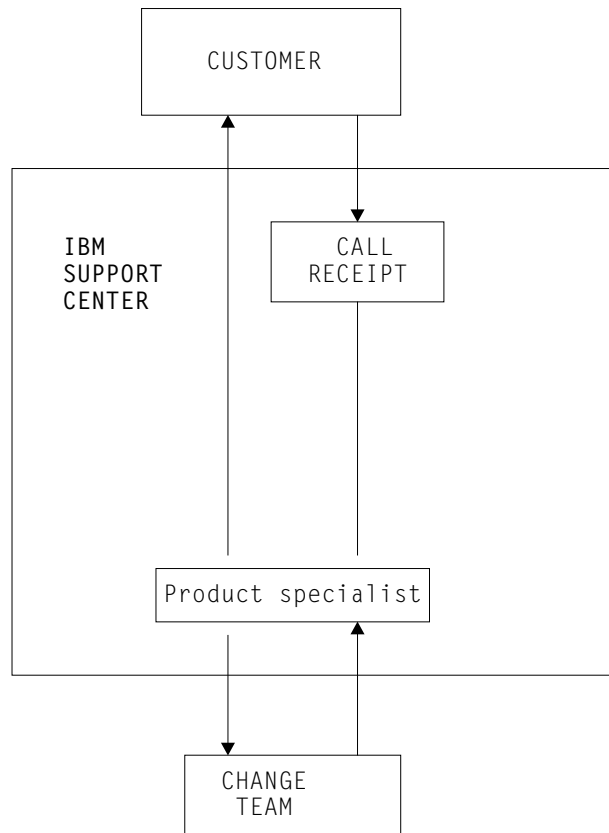 CUSTOMER
IBM
SUPPORT
CENTER
CALL
RECEIPT
Product specialist
CHANGE
TEAM